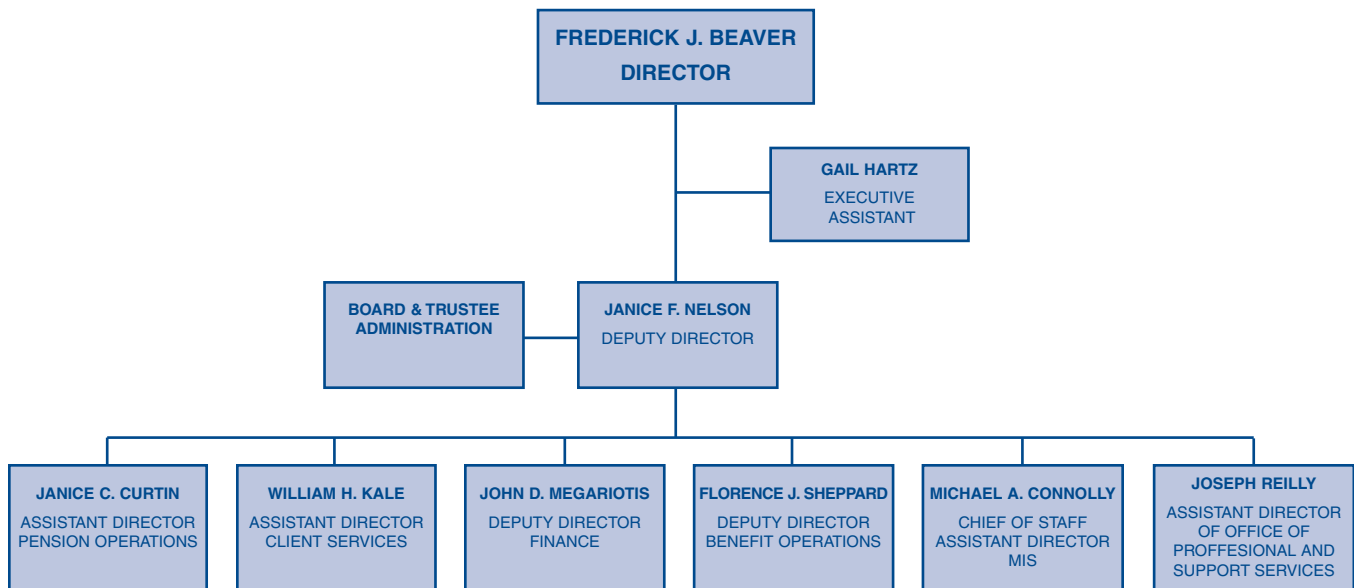 FREDERICK J. BEAVER
DIRECTOR
GAIL HARTZ
EXECUTIVE
ASSISTANT
BOARD & TRUSTEE
ADMINISTRATION
JANICE F. NELSON
DEPUTY DIRECTOR
JANICE C. CURTIN
ASSISTANT DIRECTOR
PENSION OPERATIONS
WILLIAM H. KALE
ASSISTANT DIRECTOR
CLIENT SERVICES
JOHN D. MEGARIOTIS
DEPUTY DIRECTOR
FINANCE
FLORENCE J. SHEPPARD
DEPUTY DIRECTOR
BENEFIT OPERATIONS
MICHAEL A. CONNOLLY
CHIEF OF STAFF
ASSISTANT DIRECTOR
MIS
JOSEPH REILLY
ASSISTANT DIRECTOR
OF OFFICE OF
PROFFESIONAL AND
SUPPORT SERVICES